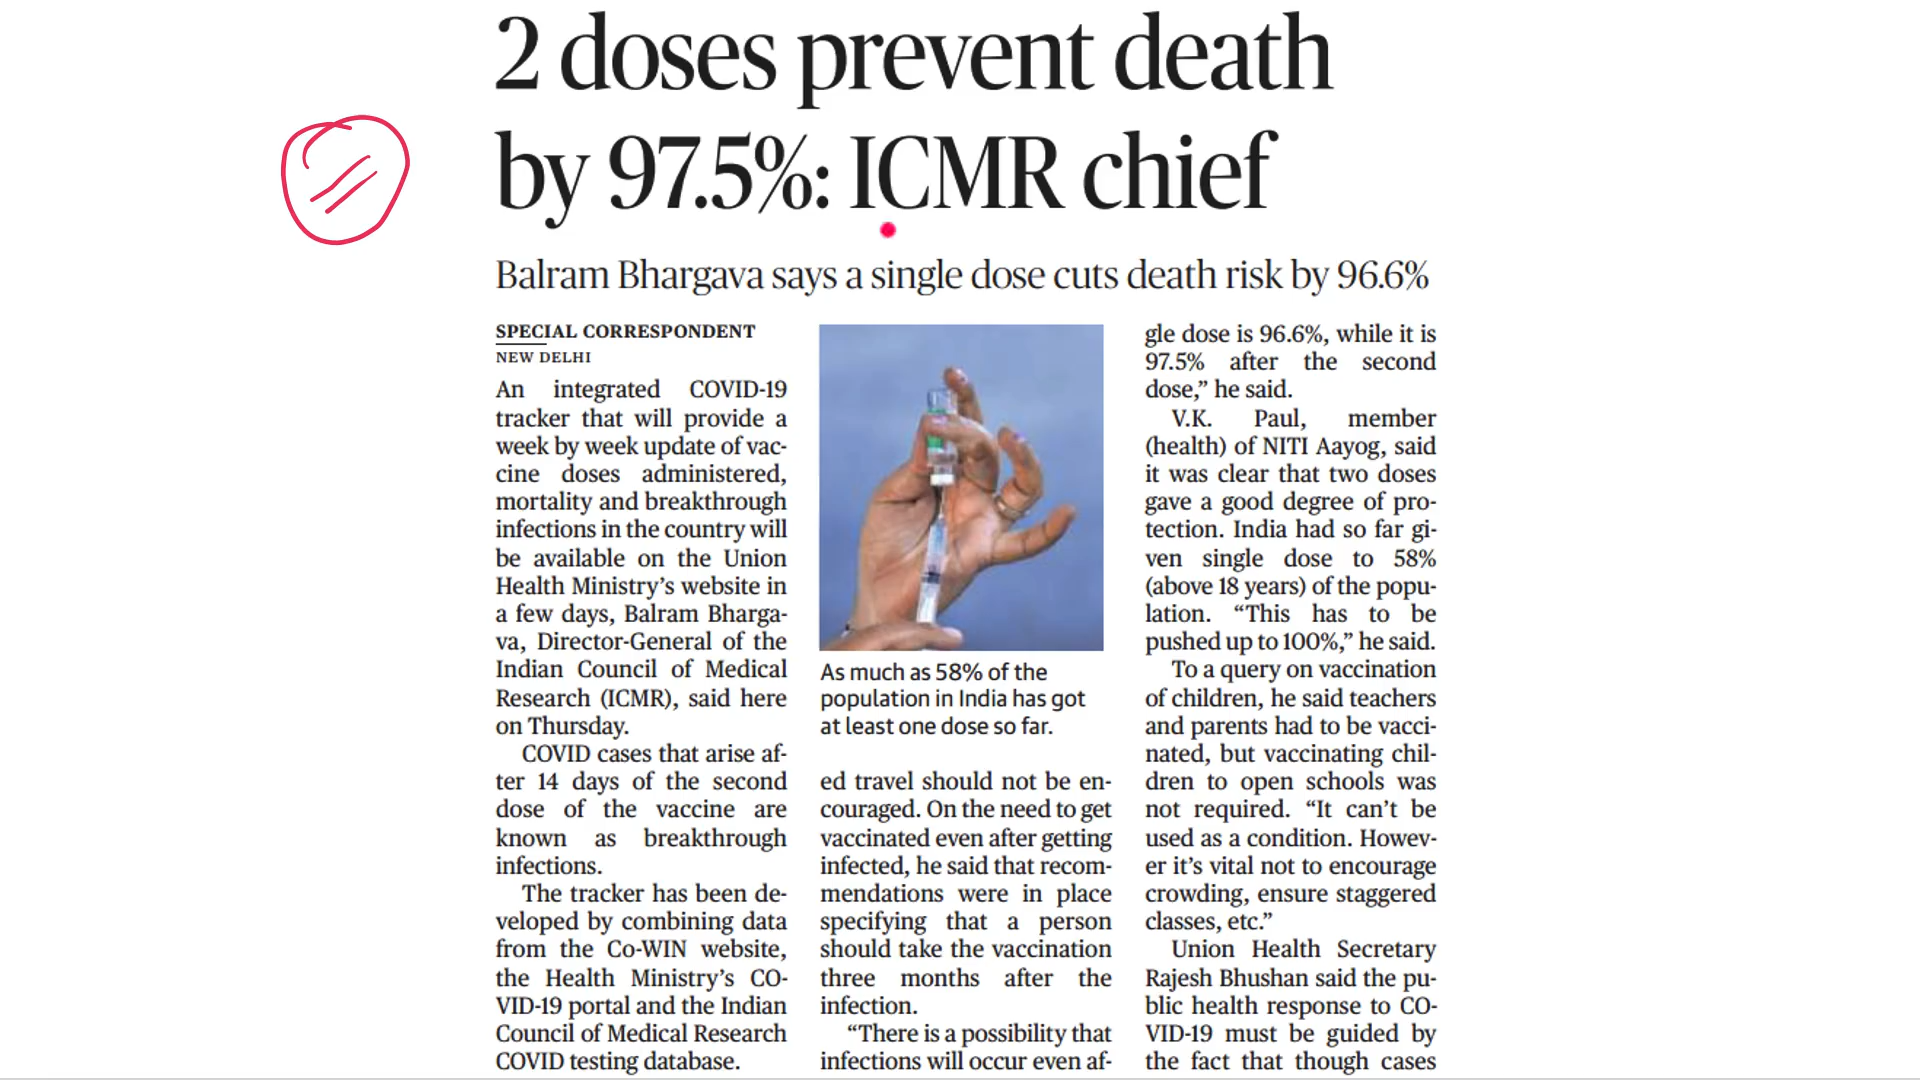 2 doses prevent death
by 97.5%: ICMR chief
Balram Bhargava says a single dose cuts death risk by 96.6%
SPECIAL CORRESPONDENT
NEW DELHI
An integrated COVID-19
tracker that will provide a
week by week update of vac-
cine doses administered,
mortality and breakthrough
infections in the country will
be available on the Union
Health Ministry's website in
a few days, Balram Bharga-
va, Director-General of the
Indian Council of Medical
Research (ICMR), said here
on Thursday.
COVID cases that arise af-
ter 14 days of the second
dose of the vaccine are
known as breakthrough
infections.
The tracker has been de-
veloped by combining data
from the Co-WIN website,
the Health Ministry's CO-
VID-19 portal and the Indian
Council of Medical Research
COVID testing database.
As much as 58% of the
population in India has got
at least one dose so far.
ed travel should not be en-
couraged. On the need to get
vaccinated even after getting
infected, he said that recom-
mendations were in place
specifying that a person
should take the vaccination
three months after the
infection.
"There is a possibility that
infections will occur even af-
gle dose is 96.6%, while it is
97.5% after the second
dose," he said.
V.K. Paul, member
(health) of NITI Aayog, said
it was clear that two doses
gave a good degree of pro-
tection. India had so far gi-
ven single dose to 58%
(above 18 years) of the popu-
lation. "This has to be
pushed up to 100%," he said.
To a query on vaccination
of children, he said teachers
and parents had to be vacci-
nated, but vaccinating chil-
dren to open schools was
not required. "It can't be
used as a condition. Howev-
er it's vital not to encourage
crowding, ensure staggered
classes, etc."
Union Health Secretary
Rajesh Bhushan said the pu-
blic health response to CO-
VID-19 must be guided by
the fact that though cases